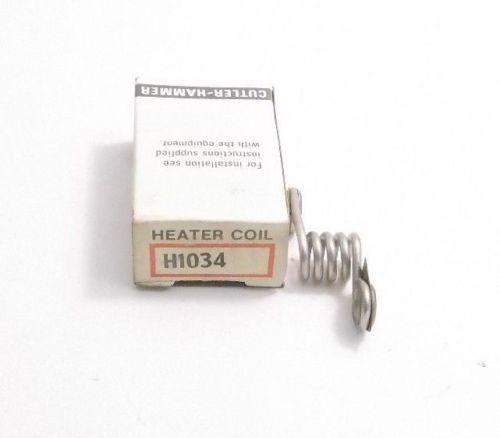 CUTLER-HAMMER
For installation see
instructions supplied
with the equipment
HEATER COIL
H1034